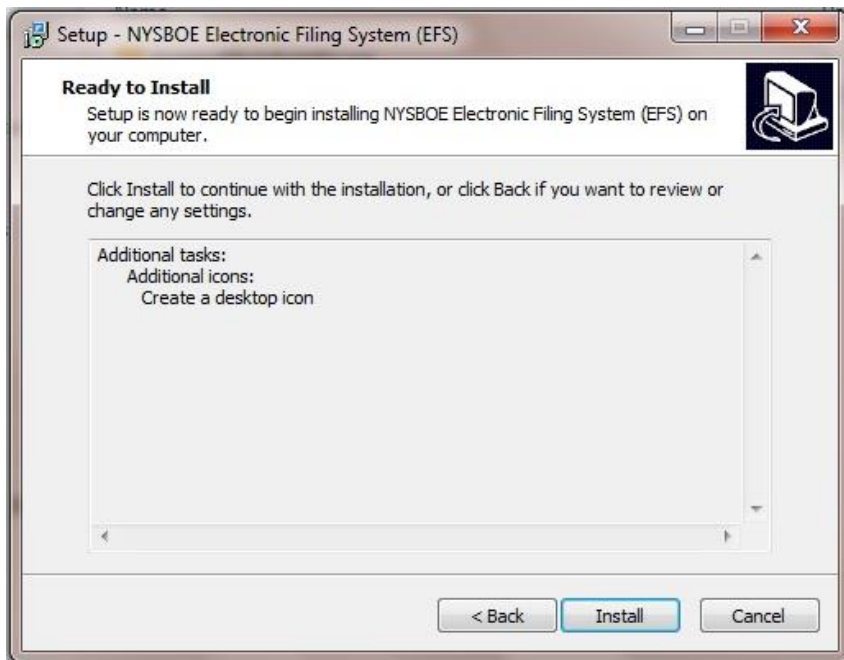 Setup - NYSBOE Electronic Filing System (EFS)
Ready to Install
Setup is now ready to begin installing NYSBOE Electronic Filing System (EFS) on
your computer.
Click Install to continue with the installation, or click Back if you want to review or
change any settings.
Additional tasks:
Additional icons:
Create a desktop icon
< Back
Install
Cancel